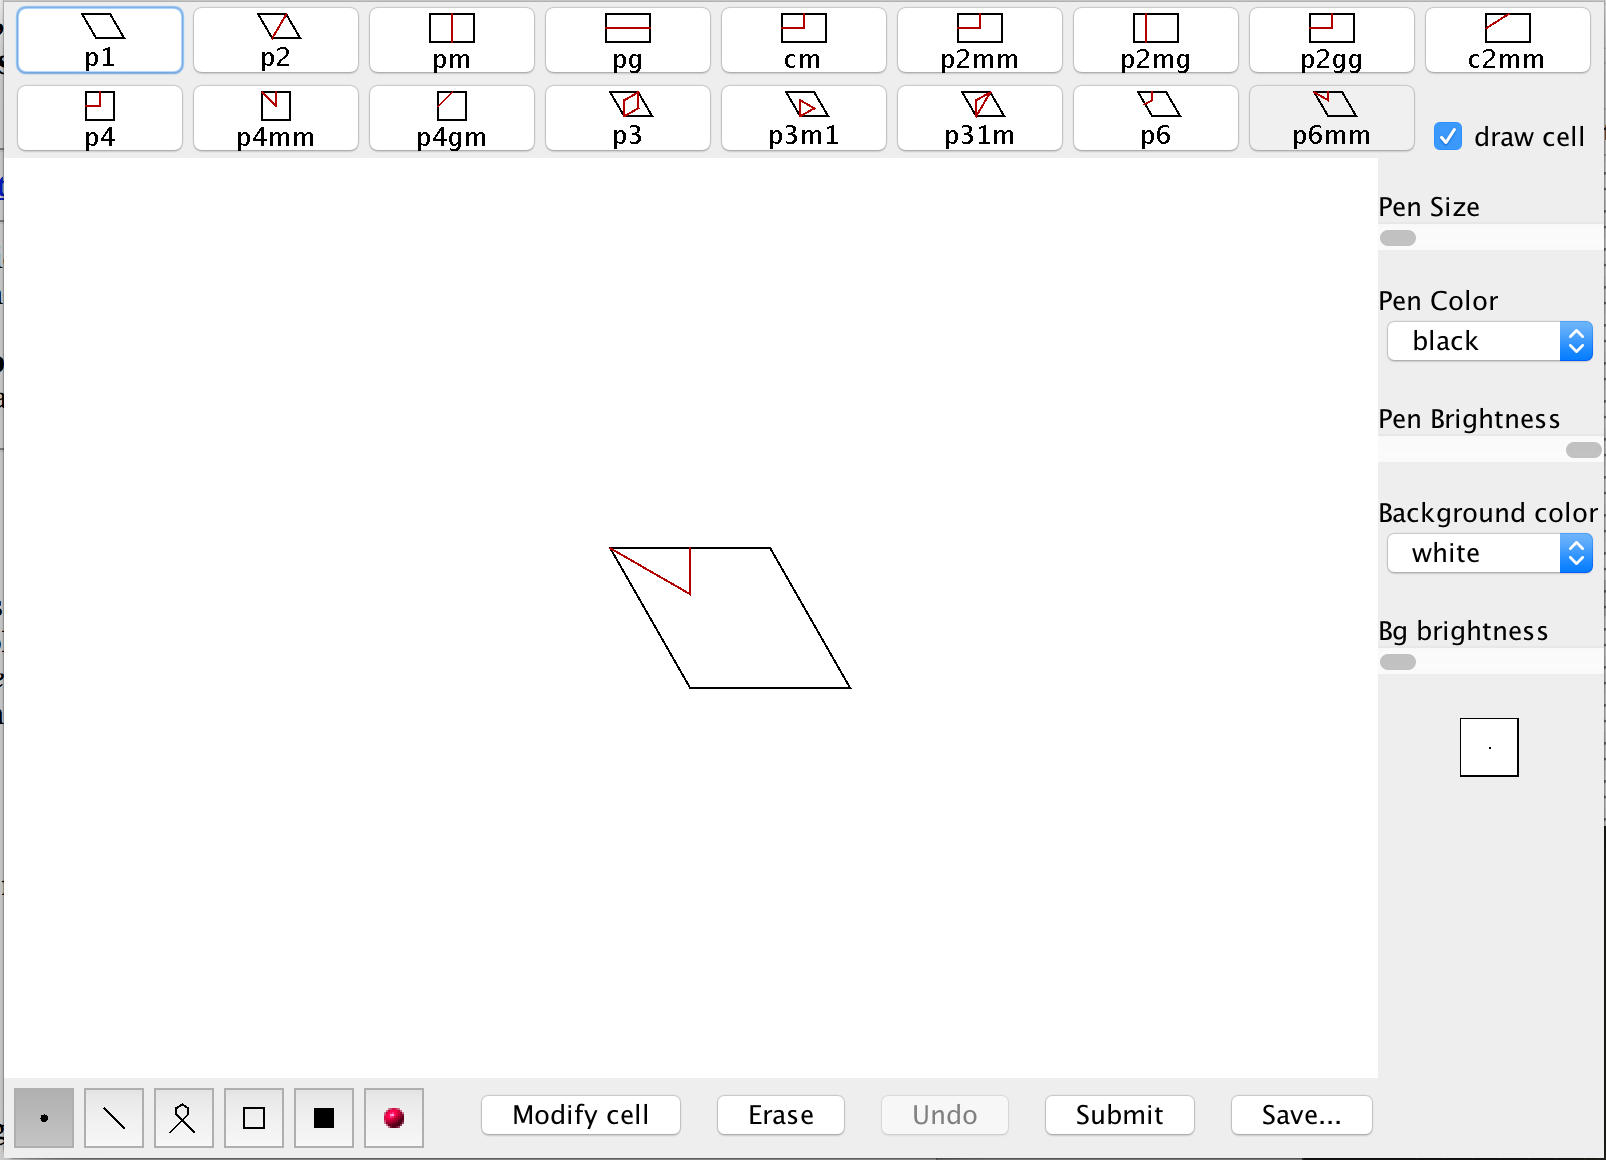 p1 p2 pm pg cm p2mm p2mg p2gg c2mm
p4 p4mm p4gm p3 p3m1 p31m p6 p6mm draw cell
Pen Size
Pen Color
black
Pen Brightness
Background color
white
Bg brightness
Modify cell Erase Undo Submit Save...